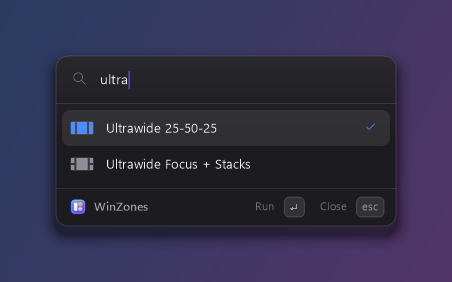 ultra
Ultrawide 25-50-25
Ultrawide Focus + Stacks
WinZones Run ↵ Close esc